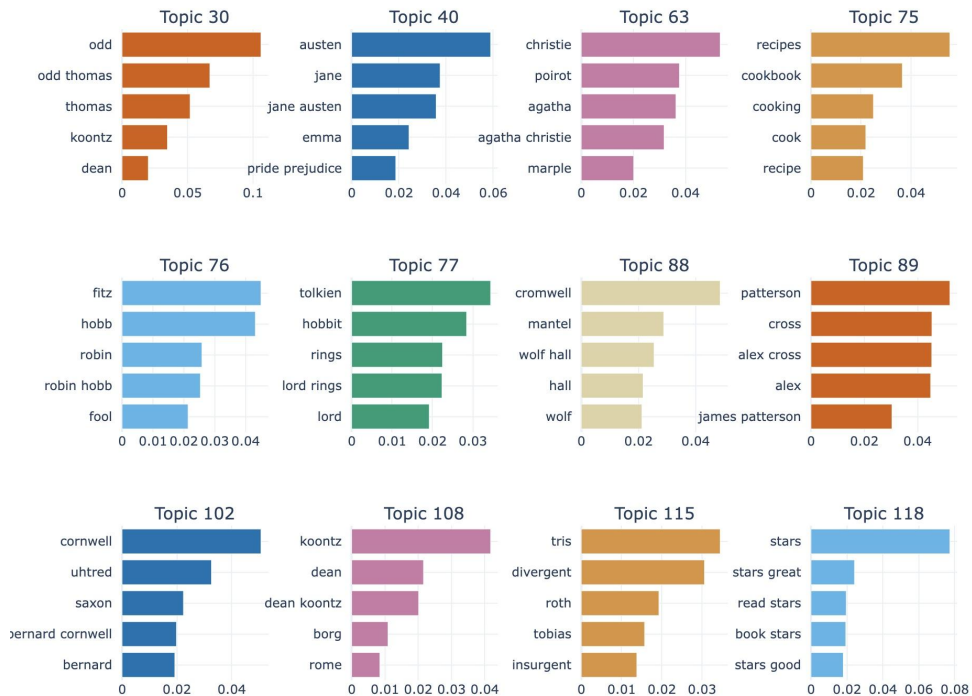 Topic 30
odd
odd thomas
thomas
koontz
dean
0 0.05 0.1
Topic 40
austen
jane
jane austen
emma
pride prejudice
0 0.02 0.04 0.06
Topic 63
christie
poirot
agatha
agatha christie
marple
0 0.02 0.04
Topic 75
recipes
cookbook
cooking
cook
recipe
0 0.02 0.04
Topic 76
fitz
hobb
robin
robin hobb
fool
0 0.01 0.02 0.03 0.04
Topic 77
tolkien
hobbit
rings
lord rings
lord
0 0.01 0.02 0.03
Topic 88
cromwell
mantel
wolf hall
hall
wolf
0 0.02 0.04
Topic 89
patterson
cross
alex cross
alex
james patterson
0 0.02 0.04
Topic 102
cornwell
uhtred
saxon
bernard cornwell
bernard
0 0.02 0.04
Topic 108
koontz
dean
dean koontz
borg
rome
0 0.01 0.02 0.03 0.04
Topic 115
tris
divergent
roth
tobias
insurgent
0 0.01 0.02 0.03
Topic 118
stars
stars great
read stars
book stars
stars good
0 0.02 0.04 0.06 0.08